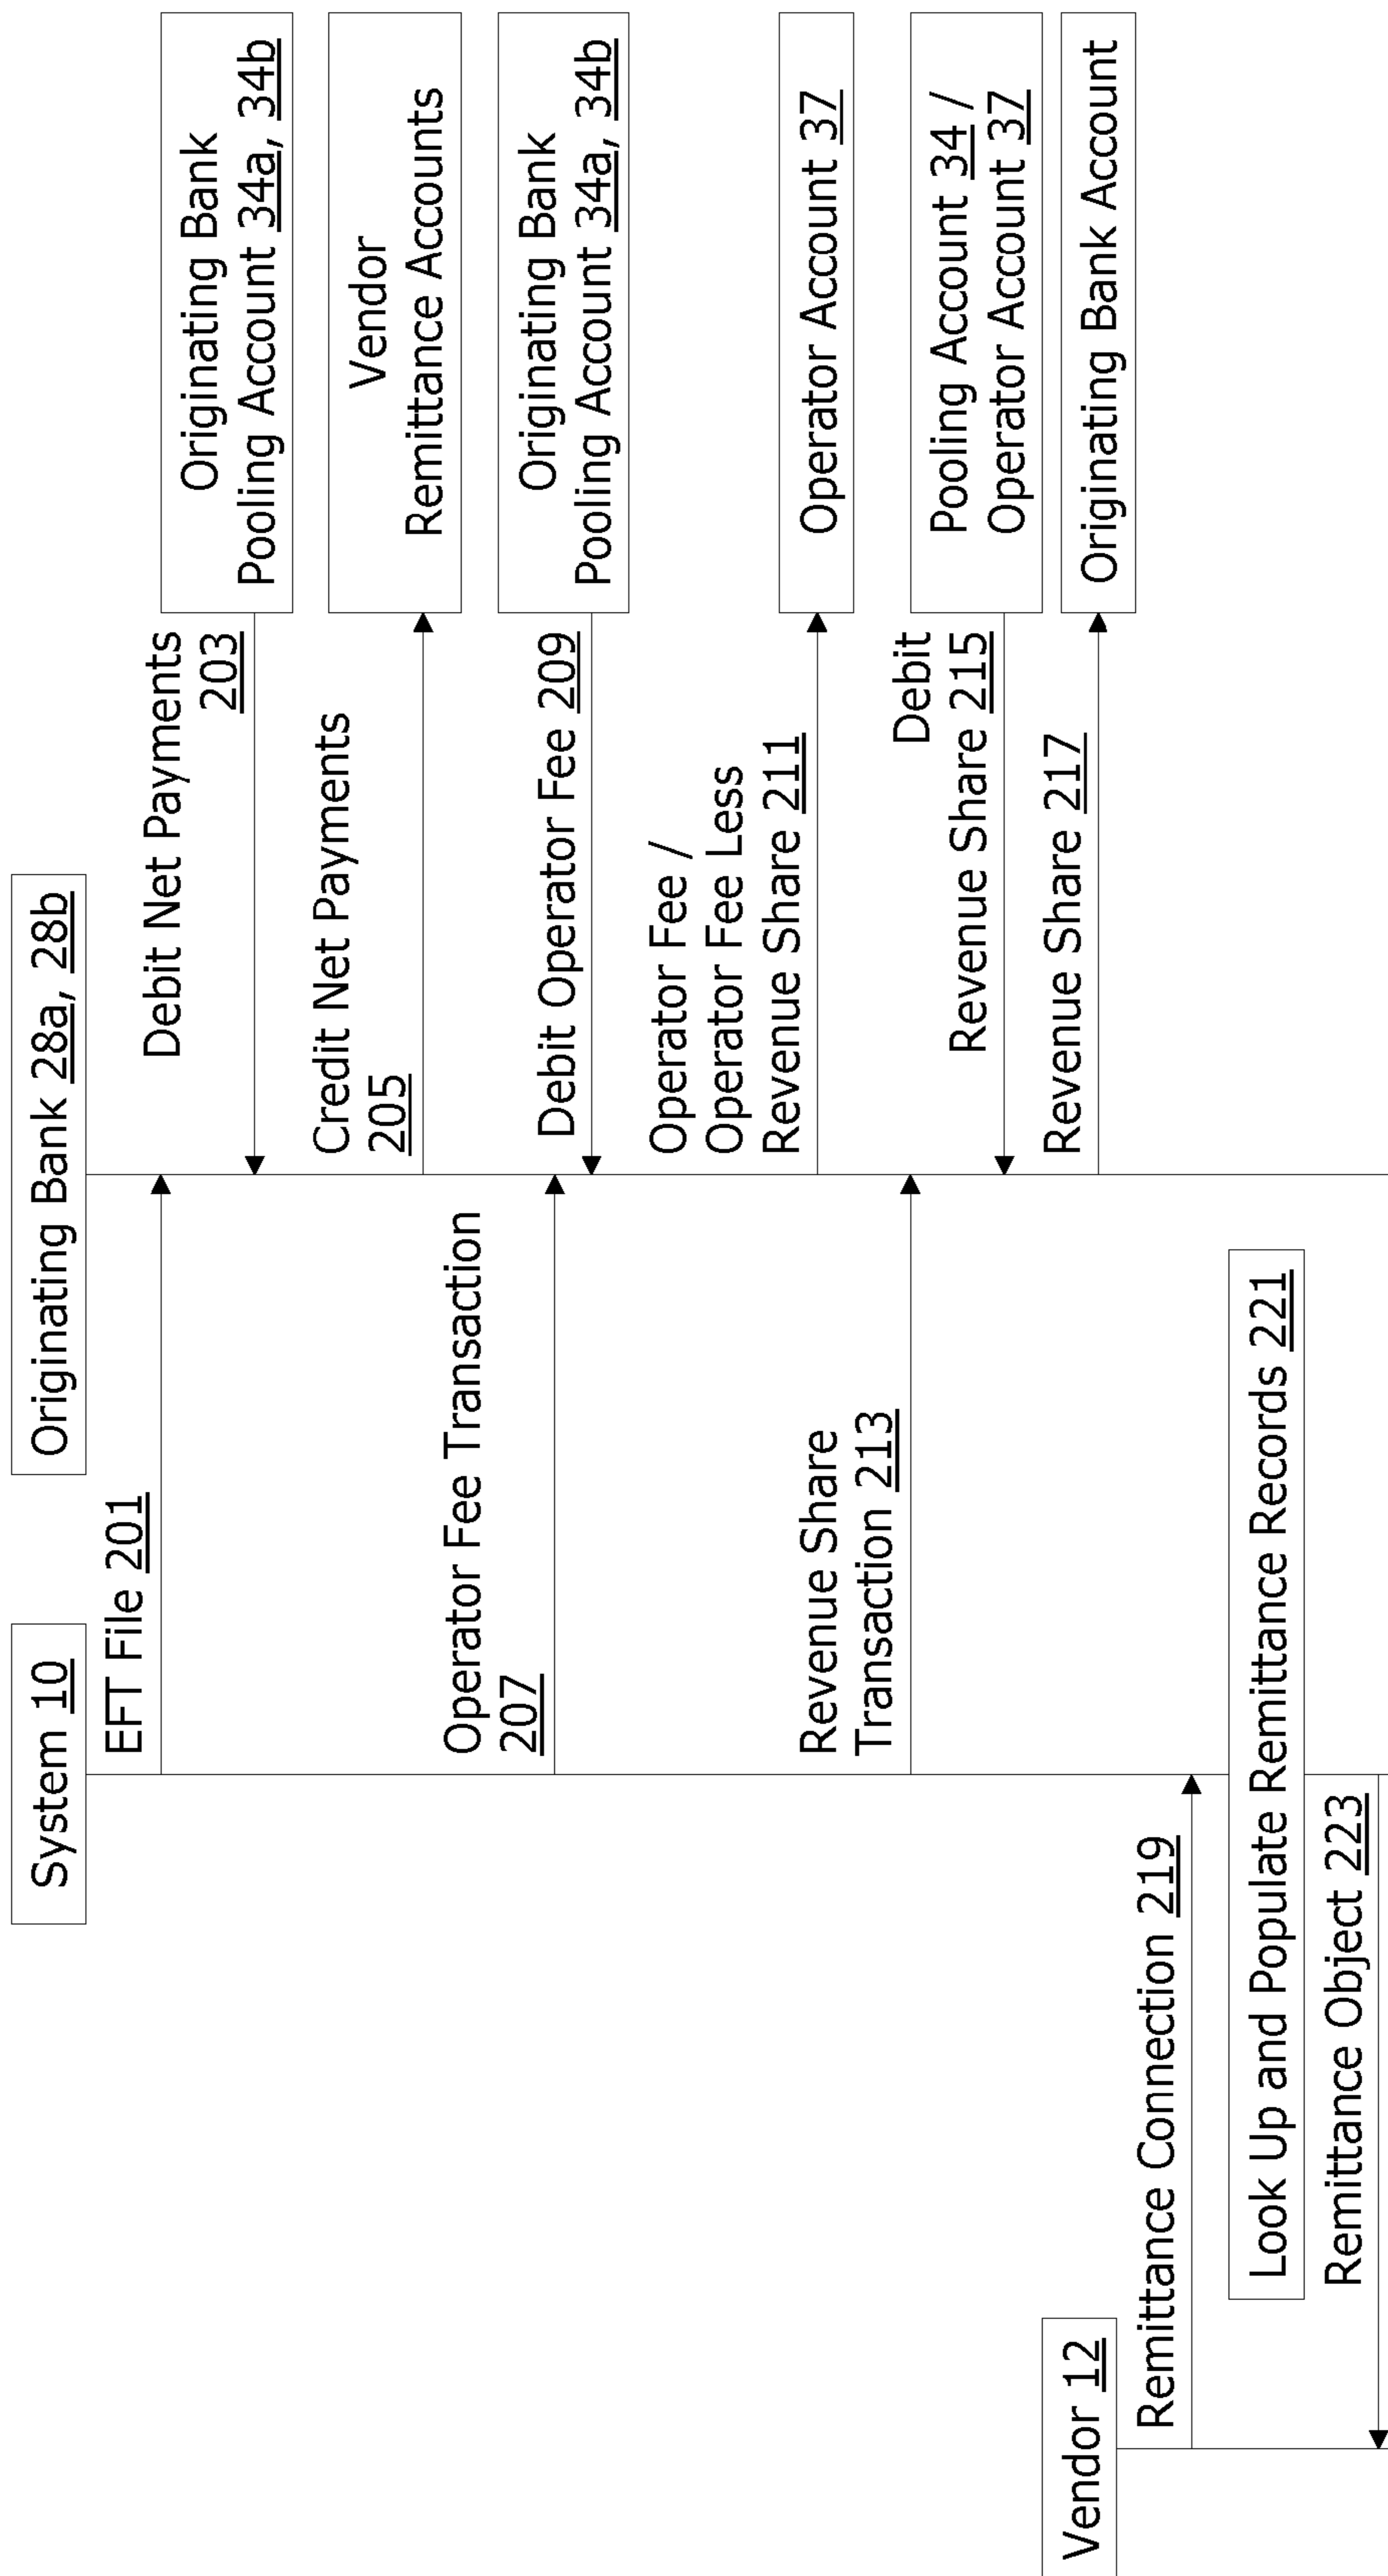 System 10
Originating Bank 28a, 28b
EFT File 201
Debit Net Payments
203
Originating Bank
Pooling Account 34a, 34b
Credit Net Payments
205
Vendor
Remittance Accounts
Operator Fee Transaction
207
Debit Operator Fee 209
Originating Bank
Pooling Account 34a, 34b
Operator Fee /
Operator Fee Less
Revenue Share 211
Operator Account 37
Revenue Share
Transaction 213
Debit
Revenue Share 215
Pooling Account 34 /
Operator Account 37
Revenue Share 217
Originating Bank Account
Vendor 12
Remittance Connection 219
Look Up and Populate Remittance Records 221
Remittance Object 223